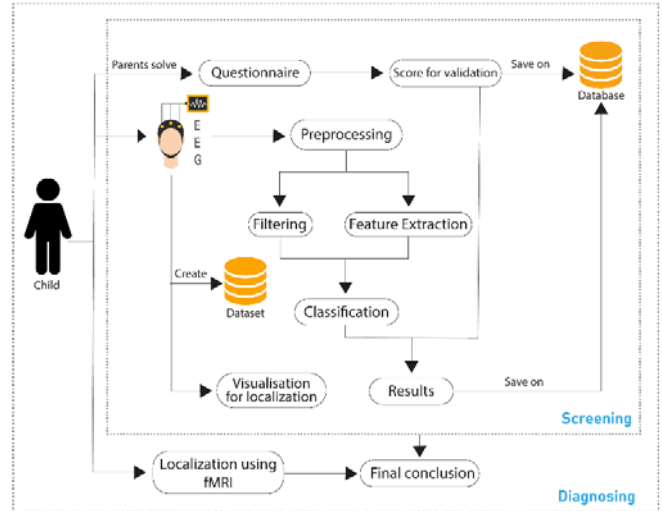 Parents solve
Questionnaire
Score for validation
Save on
Database
E
E
G
Preprocessing
Filtering
Feature Extraction
Child
Create
Dataset
Classification
Visualisation
for localization
Results
Save on
Screening
Localization using
fMRI
Final conclusion
Diagnosing